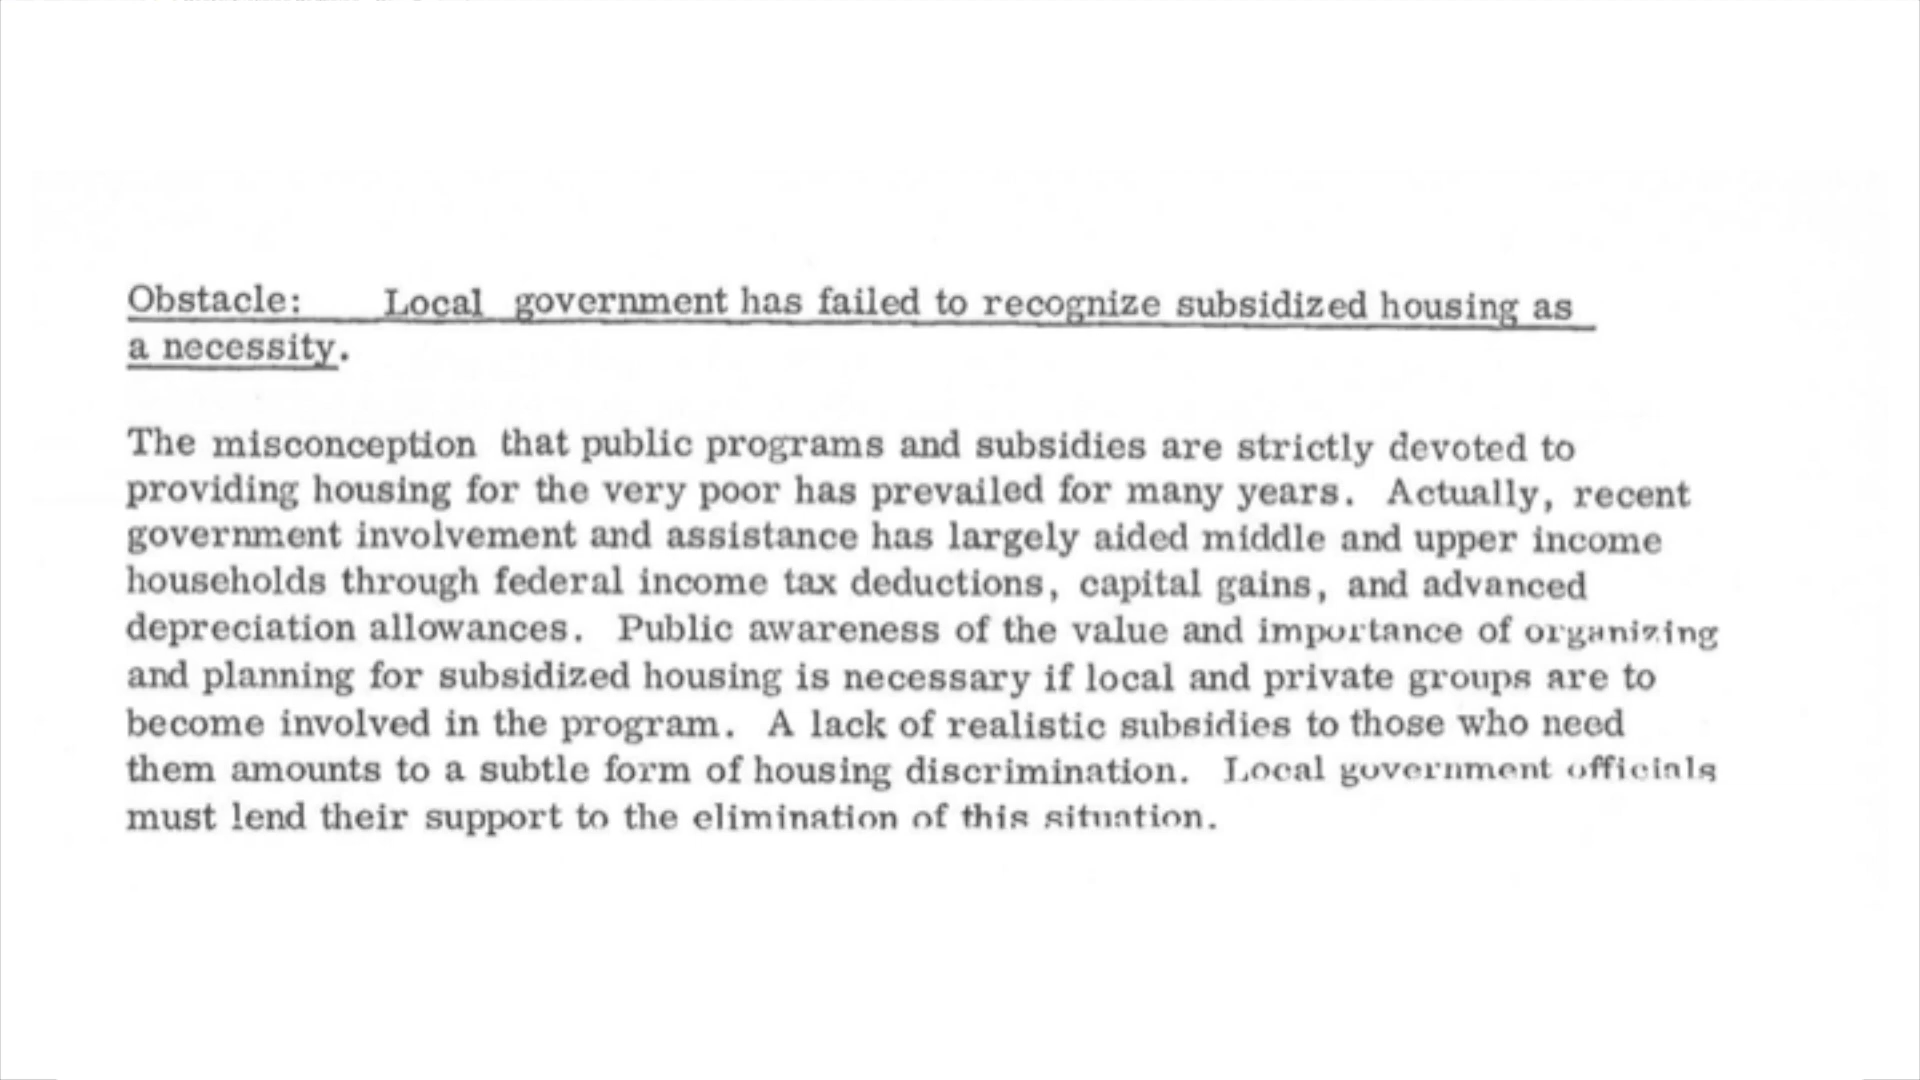 Obstacle: Local government has failed to recognize subsidized housing as
a necessity.
The misconception that public programs and subsidies are strictly devoted to
providing housing for the very poor has prevailed for many years. Actually, recent
government involvement and assistance has largely aided middle and upper income
households through federal income tax deductions, capital gains, and advanced
depreciation allowances. Public awareness of the value and importance of organizing
and planning for subsidized housing is necessary if local and private groups are to
become involved in the program. A lack of realistic subsidies to those who need
them amounts to a subtle form of housing discrimination. Local government officials
must lend their support to the elimination of this situation.